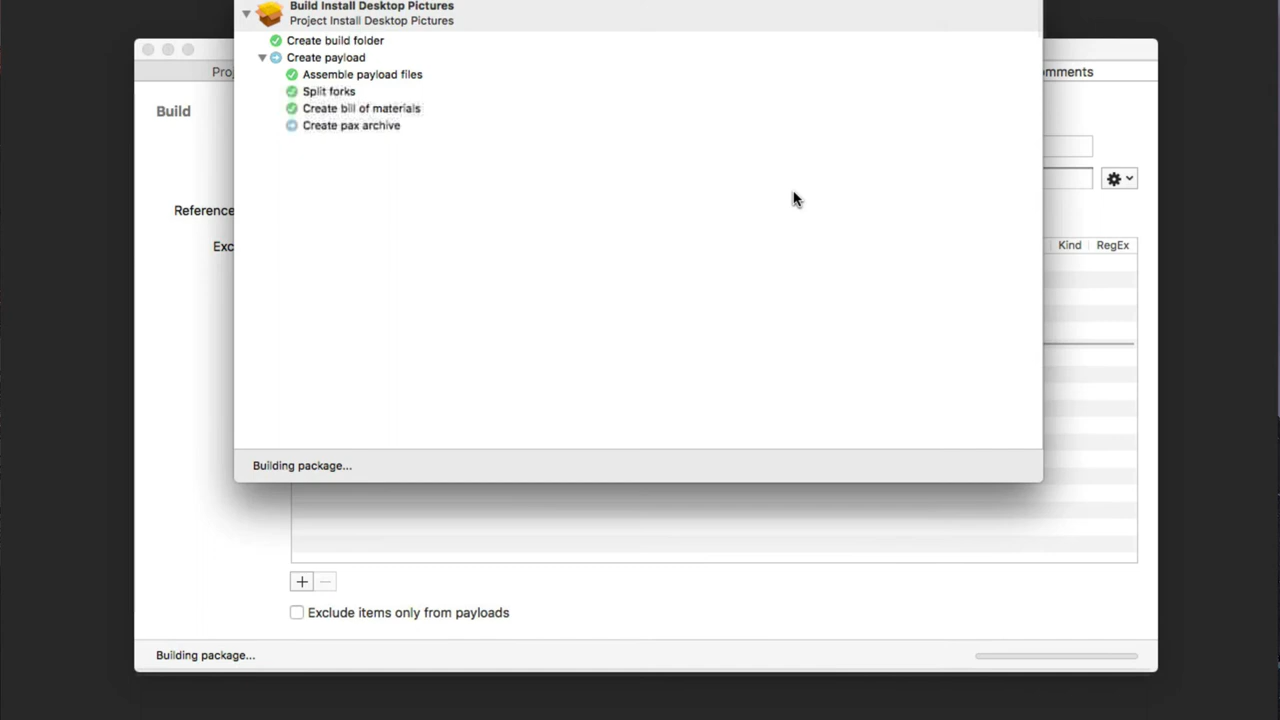 Build Install Desktop Pictures
Project Install Desktop Pictures
Create build folder
Create payload
Assemble payload files
Split forks
Create bill of materials
Create pax archive
Building package...
Proj
omments
Build
Reference
Exc
Kind RegEx
+ −
Exclude items only from payloads
Building package...